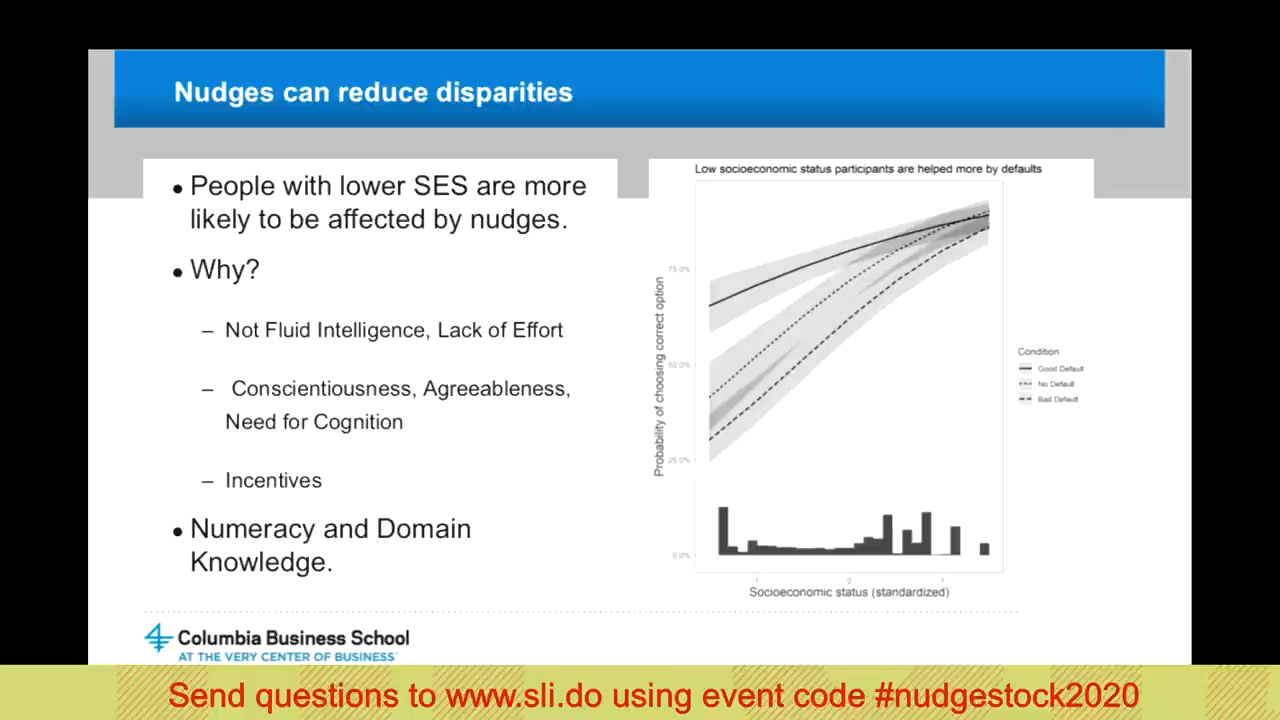 Nudges can reduce disparities
• People with lower SES are more
likely to be affected by nudges.
• Why?
– Not Fluid Intelligence, Lack of Effort
– Conscientiousness, Agreeableness,
Need for Cognition
– Incentives
• Numeracy and Domain
Knowledge.
Low socioeconomic status participants are helped more by defaults
Probability of choosing correct option
75.0%
50.0%
25.0%
0.0%
1
0
1
Socioeconomic status (standardized)
Condition
Good Default
No Default
Bad Default
Columbia Business School
AT THE VERY CENTER OF BUSINESS
Send questions to www.sli.do using event code #nudgestock2020